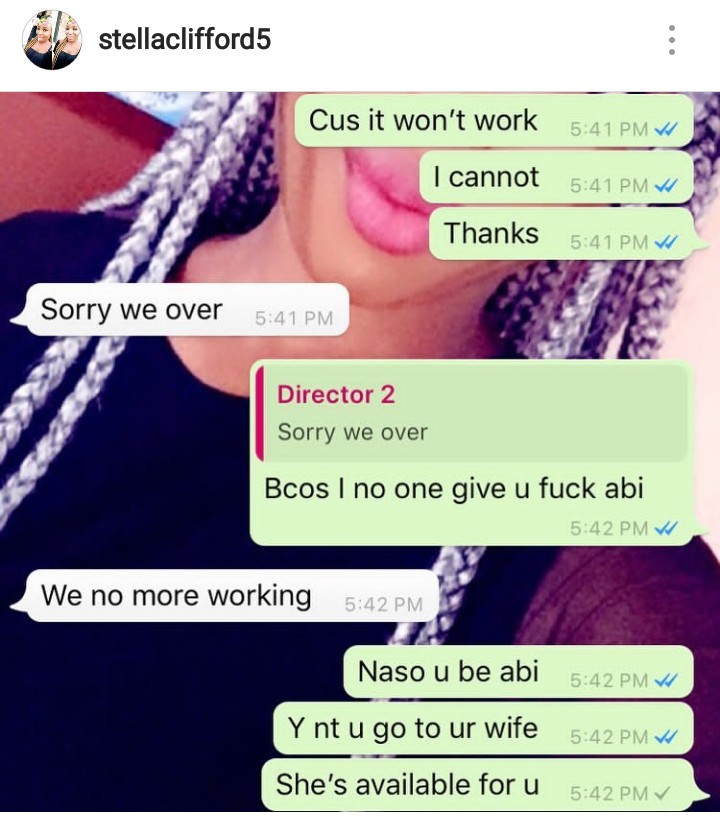 stellaclifford5
Cus it won't work 5:41 PM
I cannot 5:41 PM
Thanks 5:41 PM
Sorry we over 5:41 PM
Director 2
Sorry we over
Bcos I no one give u fuck abi
5:42 PM
We no more working 5:42 PM
Naso u be abi 5:42 PM
Y nt u go to ur wife 5:42 PM
She's available for u 5:42 PM